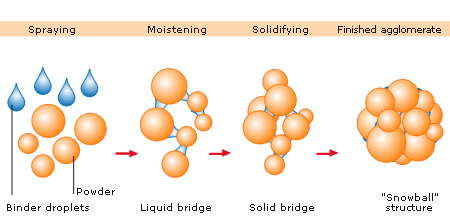 Spraying
Moistening
Solidifying
Finished agglomerate
Powder
Binder droplets
Liquid bridge
Solid bridge
"Snowball"
structure